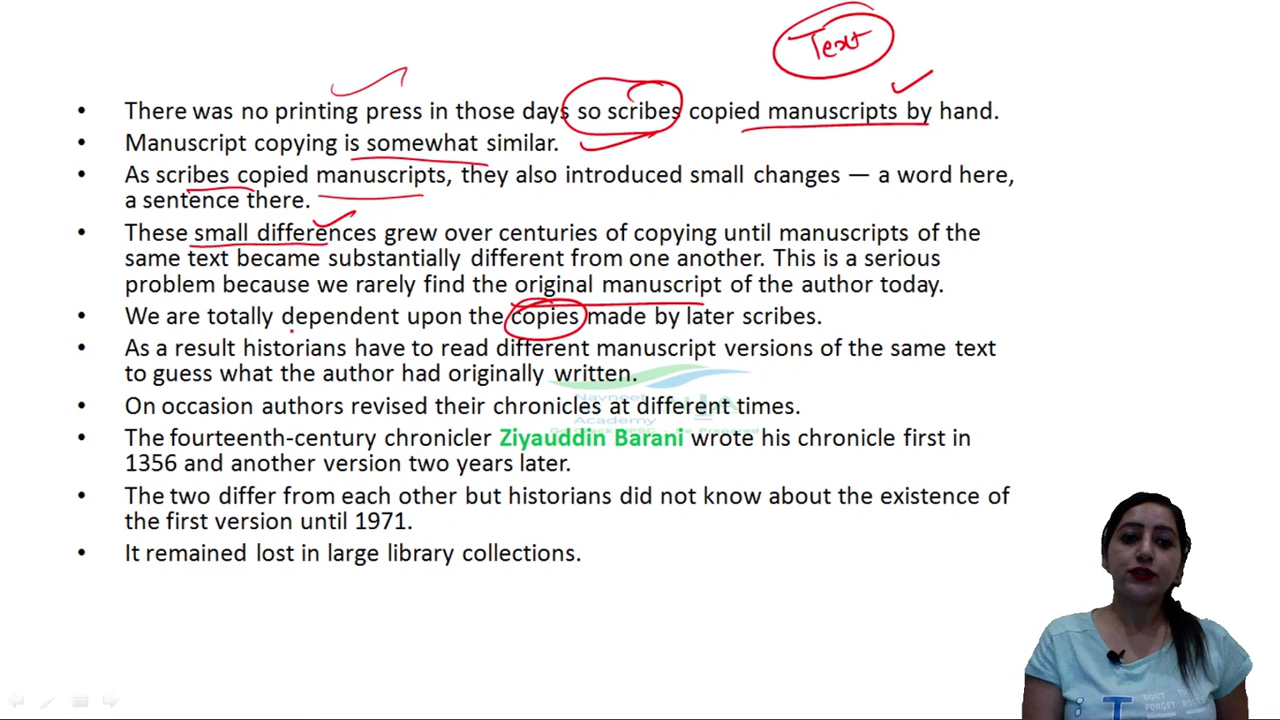 Text
• There was no printing press in those days so scribes copied manuscripts by hand.
• Manuscript copying is somewhat similar.
• As scribes copied manuscripts, they also introduced small changes — a word here,
a sentence there.
• These small differences grew over centuries of copying until manuscripts of the
same text became substantially different from one another. This is a serious
problem because we rarely find the original manuscript of the author today.
• We are totally dependent upon the copies made by later scribes.
• As a result historians have to read different manuscript versions of the same text
to guess what the author had originally written.
Navneet
Academy
• On occasion authors revised their chronicles at different times.
• The fourteenth-century chronicler Ziyauddin Barani wrote his chronicle first in
1356 and another version two years later.
• The two differ from each other but historians did not know about the existence of
the first version until 1971.
• It remained lost in large library collections.
DON'T
FORGET